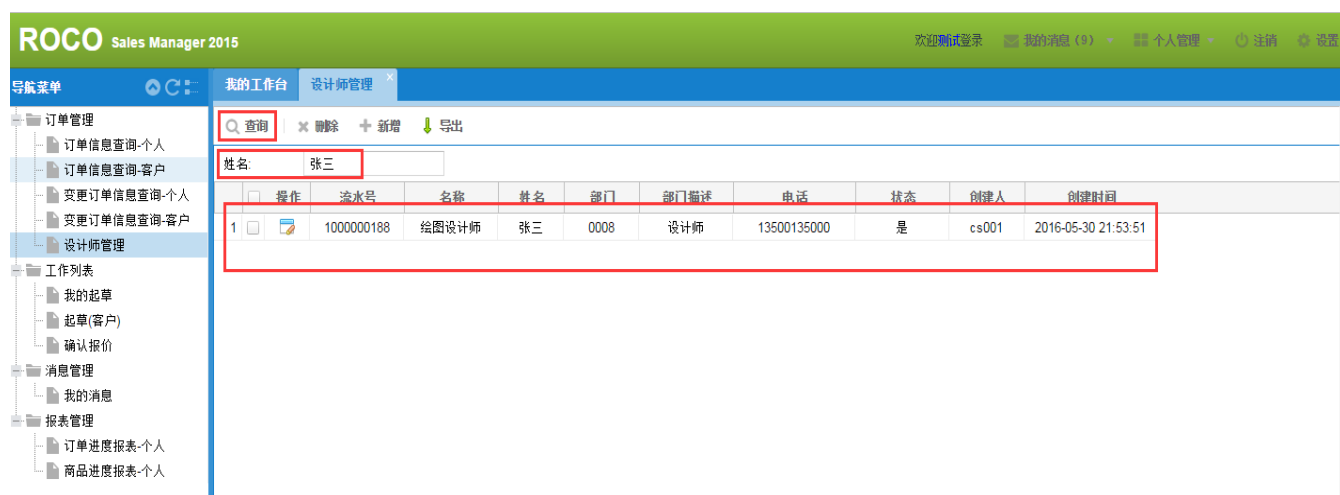 ROCO Sales Manager 2015 欢迎测试登录 我的消息（9） 个人管理 注销 设置
导航菜单 我的工作台 设计师管理
订单管理 查询 删除 新增 导出
订单信息查询-个人
订单信息查询-客户 姓名: 张三
变更订单信息查询-个人 操作 流水号 名称 姓名 部门 部门描述 电话 状态 创建人 创建时间
变更订单信息查询-客户 1 1000000188 绘图设计师 张三 0008 设计师 13500135000 是 cs001 2016-05-30 21:53:51
设计师管理
工作列表
我的起草
起草(客户)
确认报价
消息管理
我的消息
报表管理
订单进度报表-个人
商品进度报表-个人